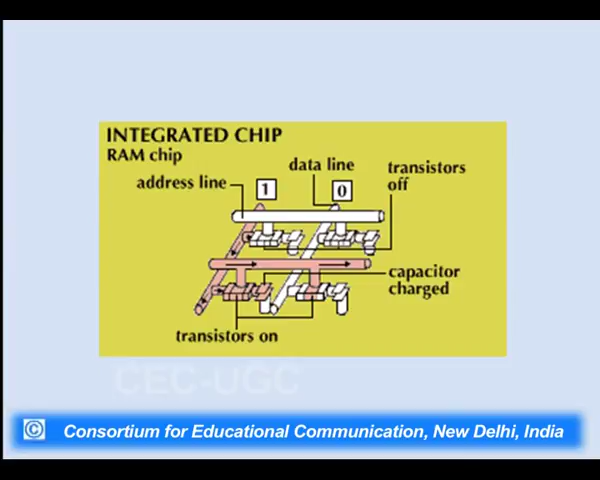 INTEGRATED CHIP
RAM chip
data line
transistors
off
address line
1
0
capacitor
charged
transistors on
CEC-UGC
© Consortium for Educational Communication, New Delhi, India